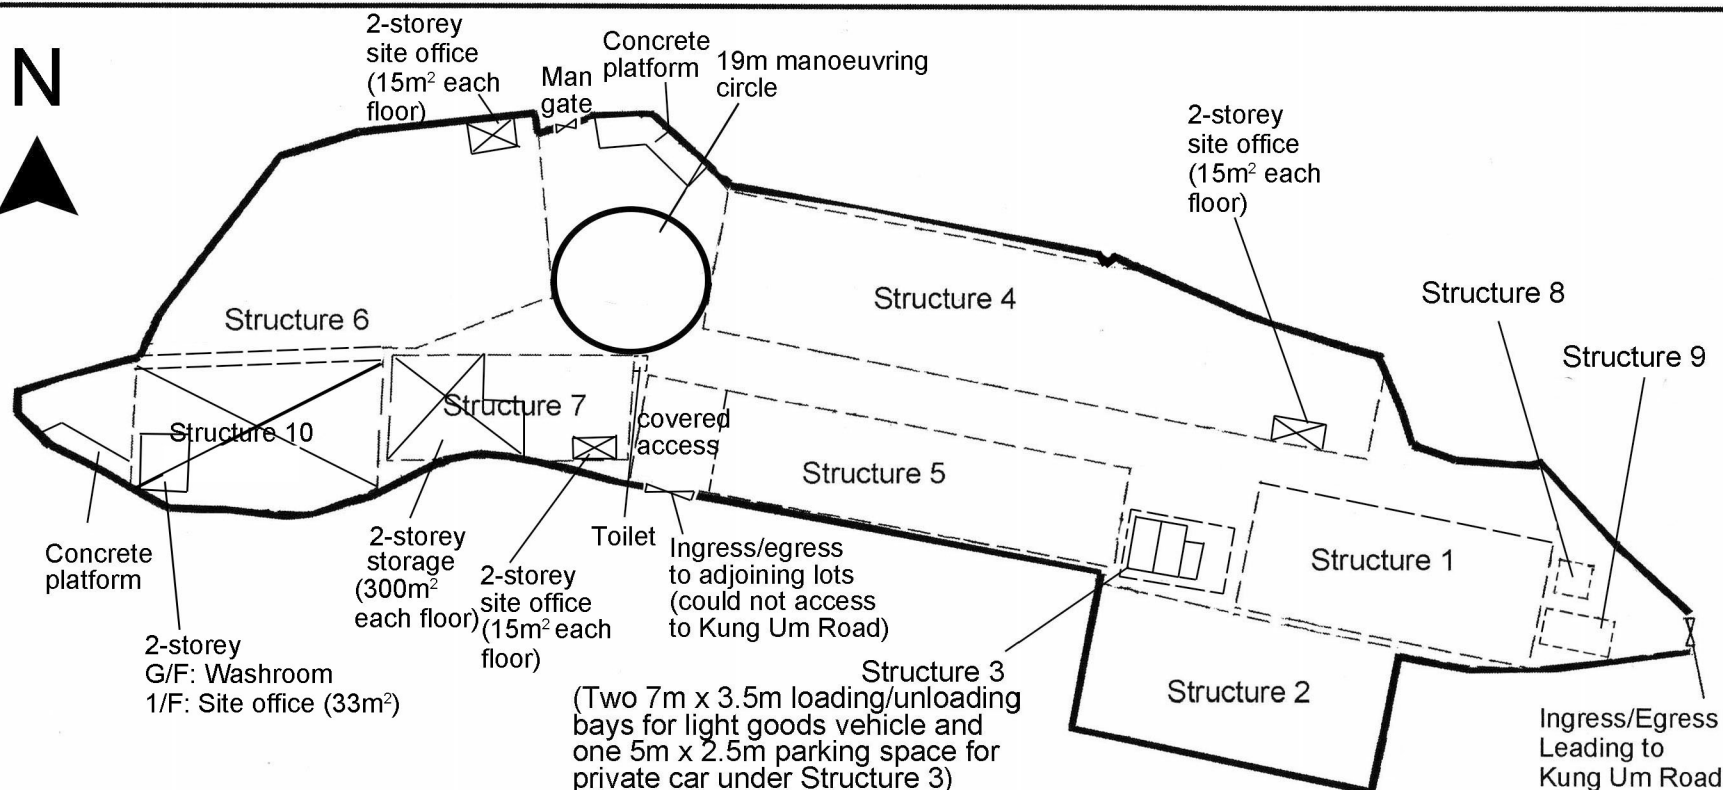 N
2-storey
site office
(15m² each
floor)
Man
gate
Concrete
platform
19m manoeuvring
circle
2-storey
site office
(15m² each
floor)
Structure 8
Structure 9
Structure 4
Structure 6
Structure 7
Structure 10
covered
access
Structure 5
Structure 1
Structure 2
Concrete
platform
2-storey
storage
(300m²
each floor)
2-storey
site office
(15m² each
floor)
Toilet
Ingress/egress
to adjoining lots
(could not access
to Kung Um Road)
2-storey
G/F: Washroom
1/F: Site office (33m²)
Structure 3
(Two 7m x 3.5m loading/unloading
bays for light goods vehicle and
one 5m x 2.5m parking space for
private car under Structure 3)
Ingress/Egress
Leading to
Kung Um Road